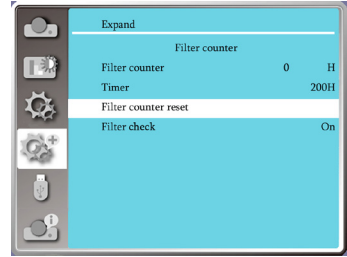 Expand
Filter counter
Filter counter 0 H
Timer 200H
Filter counter reset
Filter check On